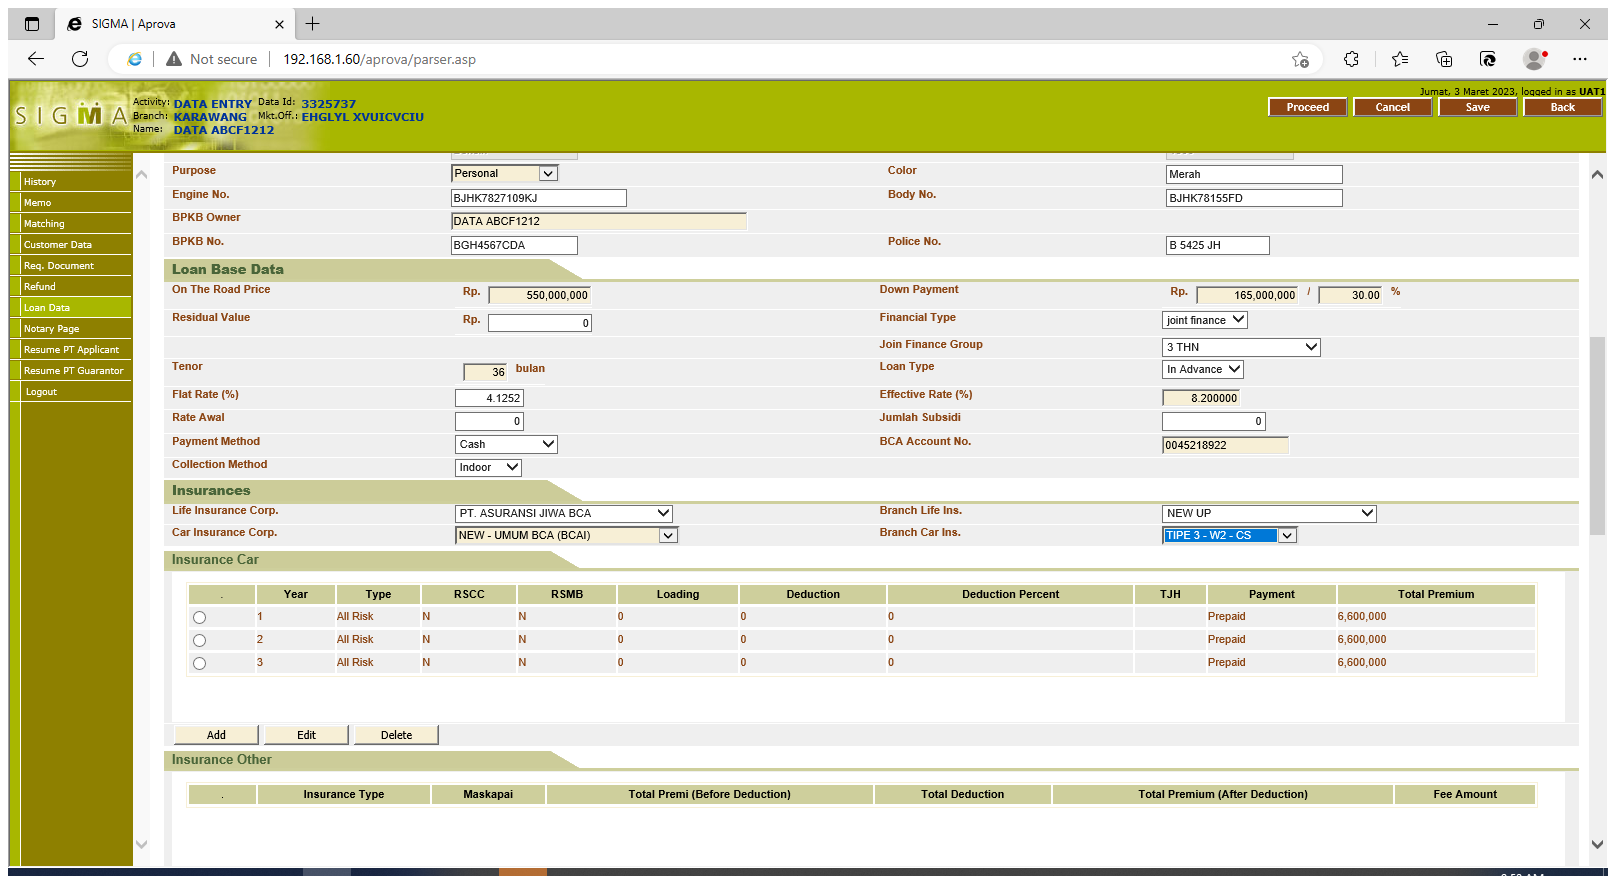 SIGMA | Aprova
Not secure
192.168.1.60/aprova/parser.asp
Jumat, 3 Maret 2023, logged in as UAT1
SIGMA
Activity: DATA ENTRY Data Id: 3325737
Branch: KARAWANG Mkt.Off.: EHGLYL XVUICVCIU
Name: DATA ABCF1212
Proceed Cancel Save Back
History
Memo
Matching
Customer Data
Req. Document
Refund
Loan Data
Notary Page
Resume PT Applicant
Resume PT Guarantor
Logout
Purpose Personal Color Merah
Engine No. BJHK7827109KJ Body No. BJHK78155FD
BPKB Owner DATA ABCF1212
BPKB No. BGH4567CDA Police No. B 5425 JH
Loan Base Data
On The Road Price Rp. 550,000,000 Down Payment Rp. 165,000,000 / 30.00 %
Residual Value Rp. 0 Financial Type joint finance
Join Finance Group 3 THN
Tenor 36 bulan Loan Type In Advance
Flat Rate (%) 4.1252 Effective Rate (%) 8.200000
Rate Awal 0 Jumlah Subsidi 0
Payment Method Cash BCA Account No. 0045218922
Collection Method Indoor
Insurances
Life Insurance Corp. PT. ASURANSI JIWA BCA Branch Life Ins. NEW UP
Car Insurance Corp. NEW - UMUM BCA (BCAI) Branch Car Ins. TIPE 3 - W2 - CS
Insurance Car
. Year Type RSCC RSMB Loading Deduction Deduction Percent TJH Payment Total Premium
1 All Risk N N 0 0 0 Prepaid 6,600,000
2 All Risk N N 0 0 0 Prepaid 6,600,000
3 All Risk N N 0 0 0 Prepaid 6,600,000
Add Edit Delete
Insurance Other
. Insurance Type Maskapai Total Premi (Before Deduction) Total Deduction Total Premium (After Deduction) Fee Amount